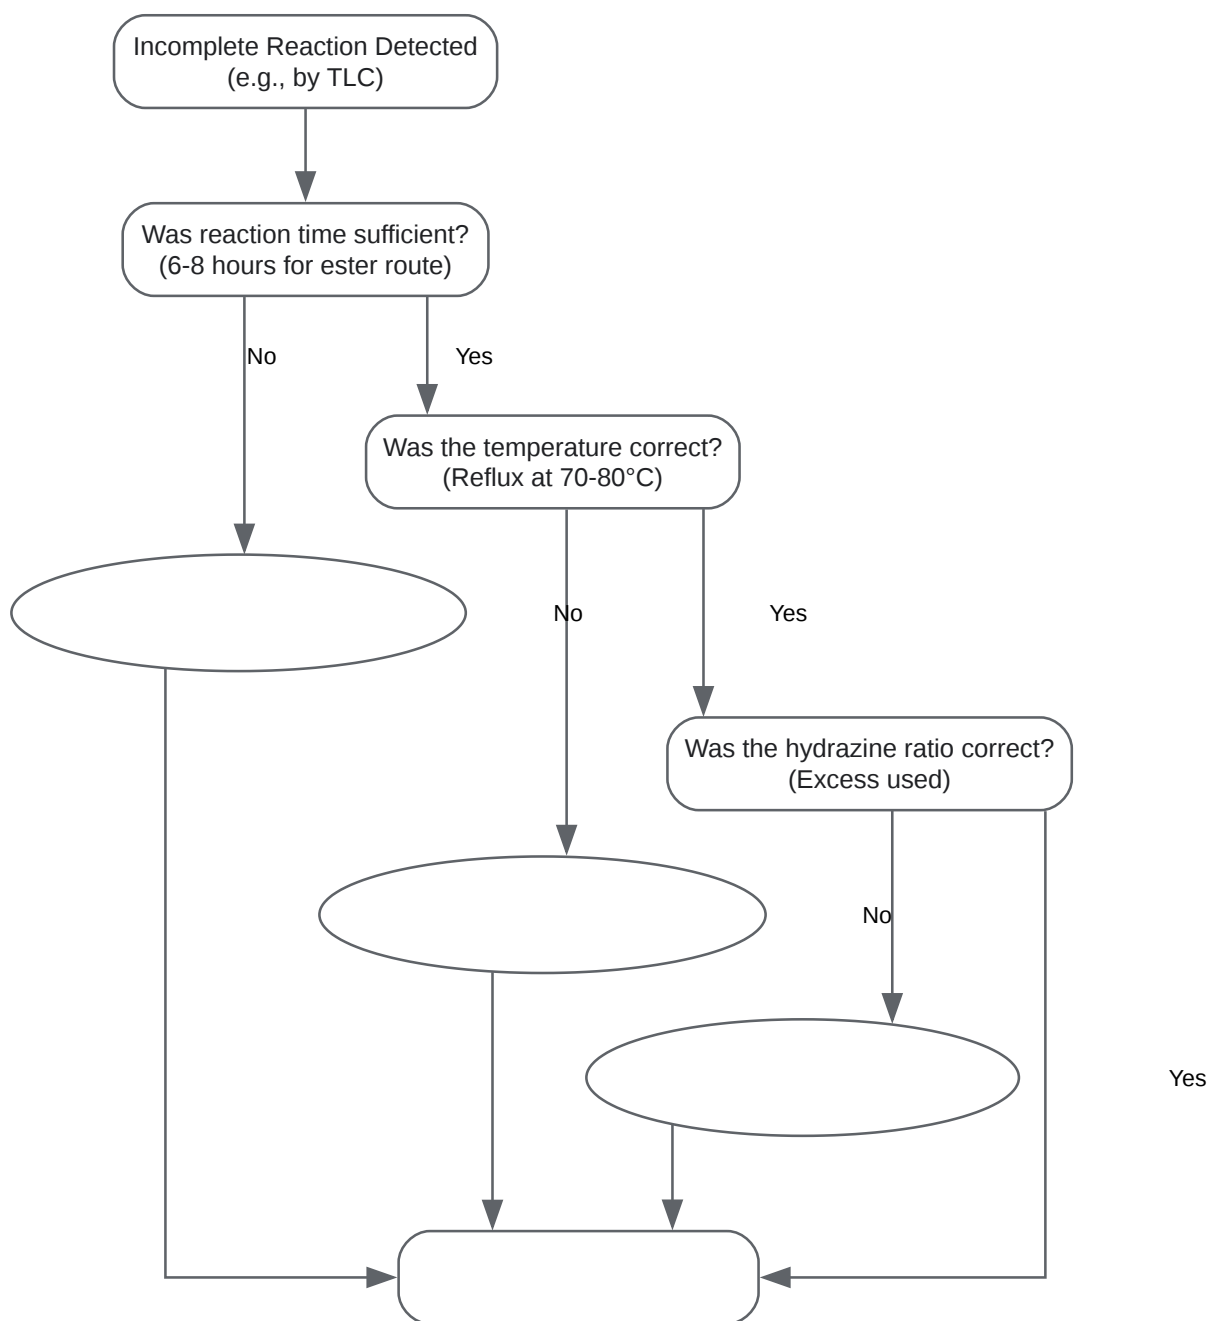 Incomplete Reaction Detected
(e.g., by TLC)
Was reaction time sufficient?
(6-8 hours for ester route)
No
Yes
Was the temperature correct?
(Reflux at 70-80°C)
No
Yes
Was the hydrazine ratio correct?
(Excess used)
No
Yes